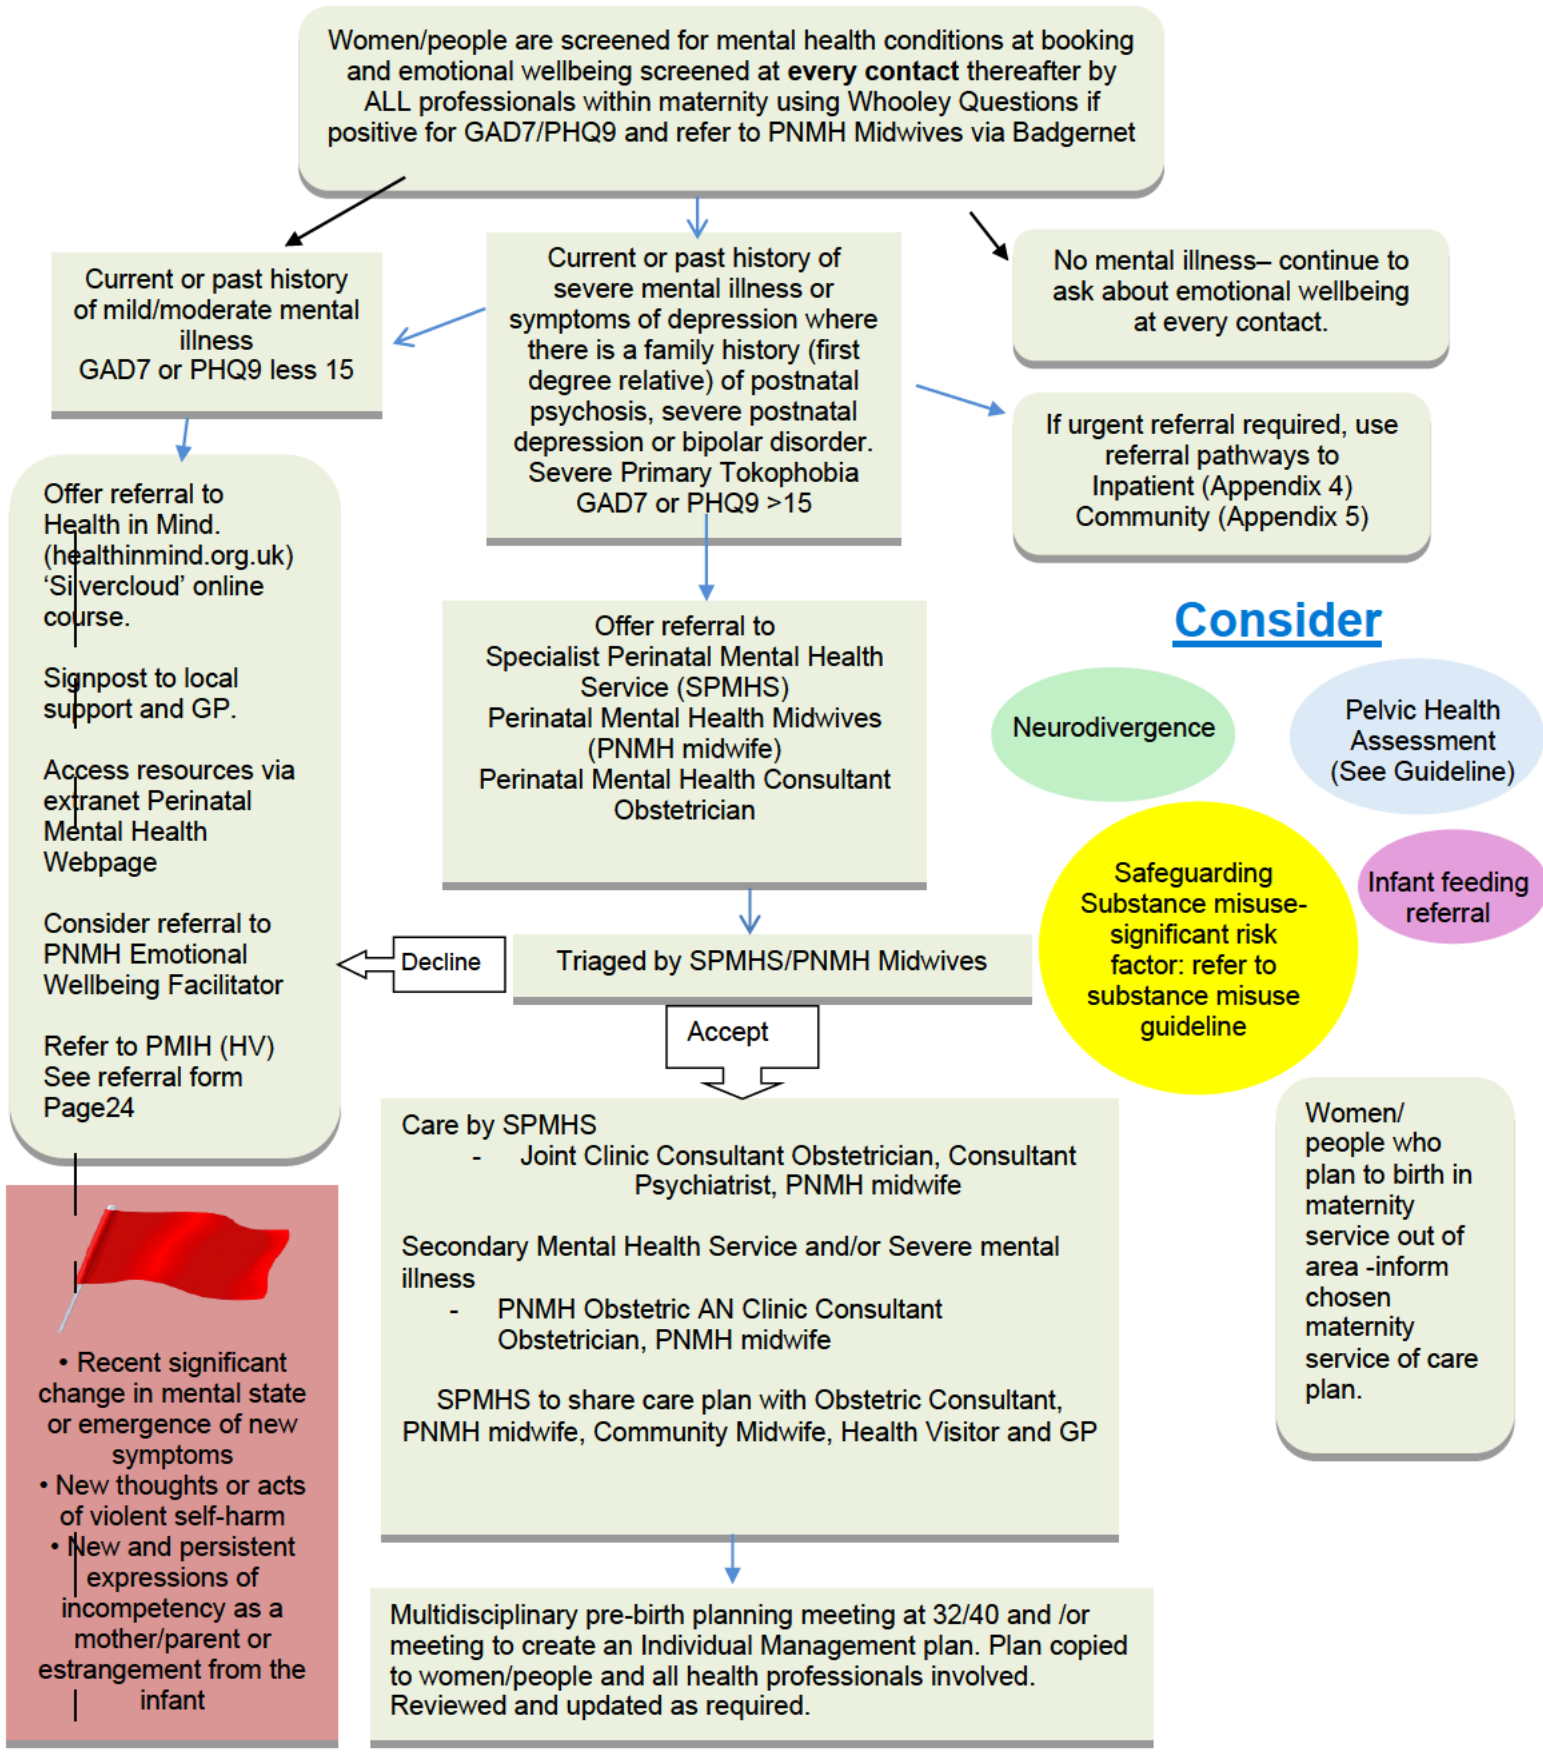 Women/people are screened for mental health conditions at booking
and emotional wellbeing screened at every contact thereafter by
ALL professionals within maternity using Whooley Questions if
positive for GAD7/PHQ9 and refer to PNMH Midwives via Badgernet
Current or past history
of mild/moderate mental
illness
GAD7 or PHQ9 less 15
Current or past history of
severe mental illness or
symptoms of depression where
there is a family history (first
degree relative) of postnatal
psychosis, severe postnatal
depression or bipolar disorder.
Severe Primary Tokophobia
GAD7 or PHQ9 >15
No mental illness– continue to
ask about emotional wellbeing
at every contact.
If urgent referral required, use
referral pathways to
Inpatient (Appendix 4)
Community (Appendix 5)
Offer referral to
Health in Mind.
(healthinmind.org.uk)
‘Silvercloud’ online
course.
Signpost to local
support and GP.
Access resources via
extranet Perinatal
Mental Health
Webpage
Consider referral to
PNMH Emotional
Wellbeing Facilitator
Refer to PMIH (HV)
See referral form
Page24
Offer referral to
Specialist Perinatal Mental Health
Service (SPMHS)
Perinatal Mental Health Midwives
(PNMH midwife)
Perinatal Mental Health Consultant
Obstetrician
Consider
Neurodivergence
Pelvic Health
Assessment
(See Guideline)
Safeguarding
Substance misuse-
significant risk
factor: refer to
substance misuse
guideline
Infant feeding
referral
Decline
Triaged by SPMHS/PNMH Midwives
Accept
Care by SPMHS
- Joint Clinic Consultant Obstetrician, Consultant
Psychiatrist, PNMH midwife
Secondary Mental Health Service and/or Severe mental
illness
- PNMH Obstetric AN Clinic Consultant
Obstetrician, PNMH midwife
SPMHS to share care plan with Obstetric Consultant,
PNMH midwife, Community Midwife, Health Visitor and GP
Women/
people who
plan to birth in
maternity
service out of
area -inform
chosen
maternity
service of care
plan.
• Recent significant
change in mental state
or emergence of new
symptoms
• New thoughts or acts
of violent self-harm
• New and persistent
expressions of
incompetency as a
mother/parent or
estrangement from the
infant
Multidisciplinary pre-birth planning meeting at 32/40 and /or
meeting to create an Individual Management plan. Plan copied
to women/people and all health professionals involved.
Reviewed and updated as required.